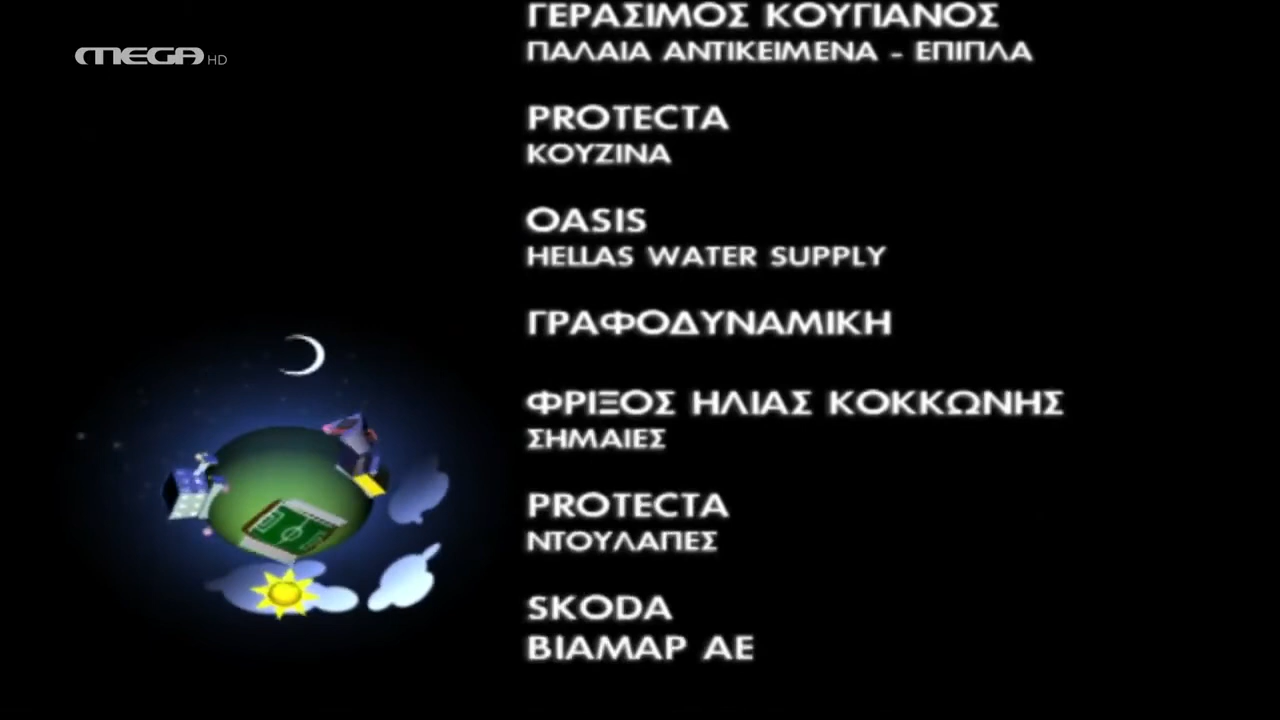 MEGA HD
ΓΕΡΑΣΙΜΟΣ ΚΟΥΓΙΑΝΟΣ
ΠΑΛΑΙΑ ΑΝΤΙΚΕΙΜΕΝΑ - ΕΠΙΠΛΑ
PROTECTA
ΚΟΥΖΙΝΑ
OASIS
HELLAS WATER SUPPLY
ΓΡΑΦΟΔΥΝΑΜΙΚΗ
ΦΡΙΞΟΣ ΗΛΙΑΣ ΚΟΚΚΩΝΗΣ
ΣΗΜΑΙΕΣ
PROTECTA
ΝΤΟΥΛΑΠΕΣ
SKODA
ΒΙΑΜΑΡ ΑΕ